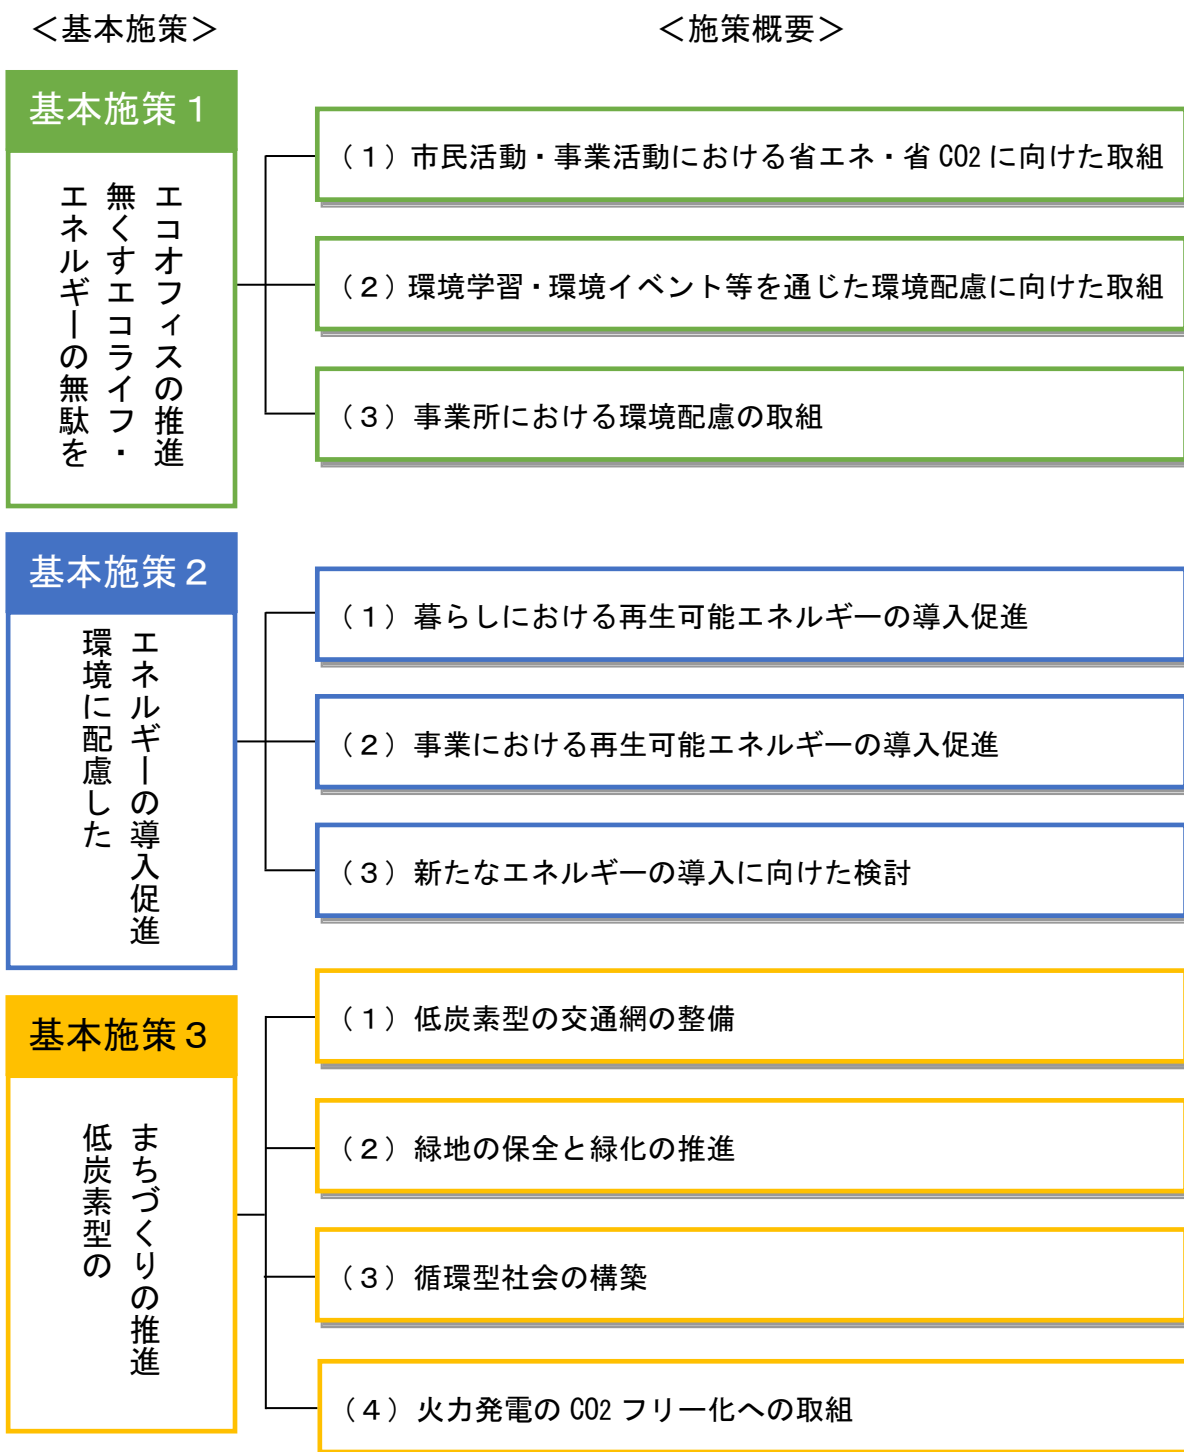 ＜基本施策＞
＜施策概要＞
基本施策１
エネルギーの無駄を
無くすエコライフ・
エコオフィスの推進
（１）市民活動・事業活動における省エネ・省 CO2 に向けた取組
（２）環境学習・環境イベント等を通じた環境配慮に向けた取組
（３）事業所における環境配慮の取組
基本施策２
環境に配慮した
エネルギーの導入促進
（１）暮らしにおける再生可能エネルギーの導入促進
（２）事業における再生可能エネルギーの導入促進
（３）新たなエネルギーの導入に向けた検討
基本施策３
低炭素型の
まちづくりの推進
（１）低炭素型の交通網の整備
（２）緑地の保全と緑化の推進
（３）循環型社会の構築
（４）火力発電の CO2 フリー化への取組